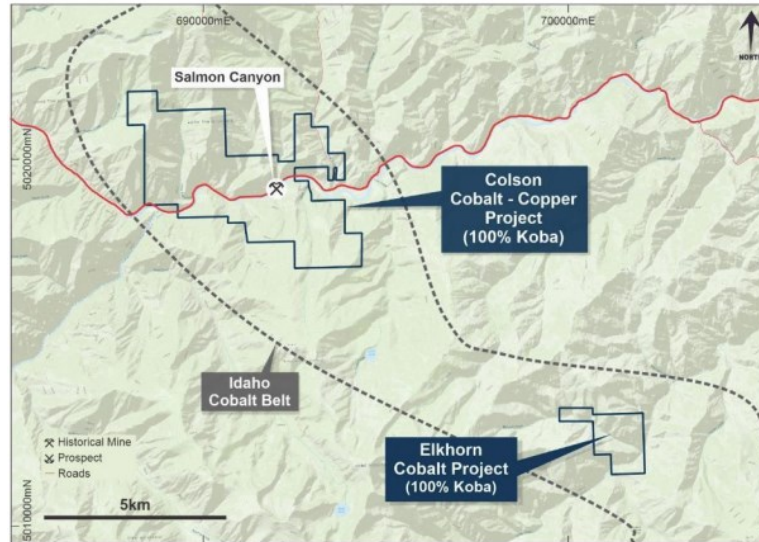 690000mE
700000mE
NORTH
Salmon Canyon
5020000mN
Colson
Cobalt - Copper
Project
(100% Koba)
Idaho
Cobalt Belt
Elkhorn
Cobalt Project
(100% Koba)
Historical Mine
Prospect
Roads
5km
5010000mN